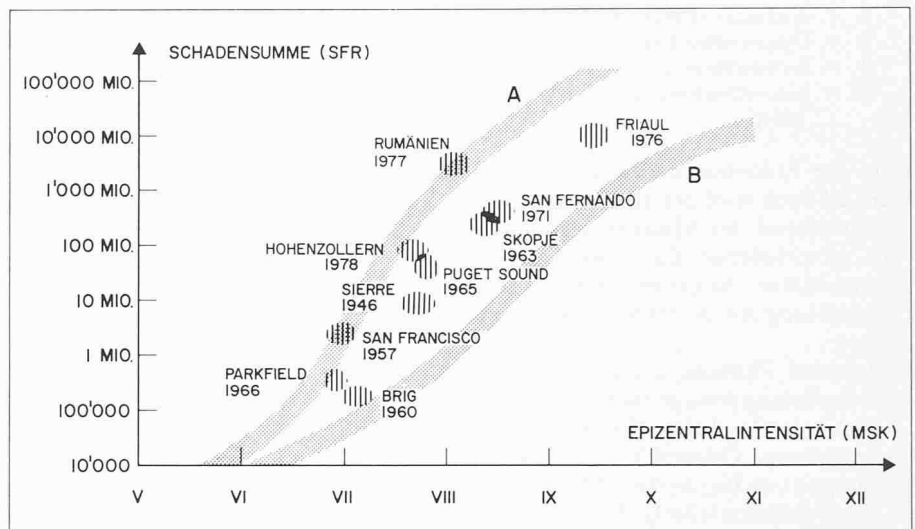 SCHADENSUMME (SFR)
100'000 MIO.
10'000 MIO.
1'000 MIO.
100 MIO.
10 MIO.
1 MIO.
100'000
10'000
A
B
FRIAUL
1976
RUMÄNIEN
1977
SAN FERNANDO
1971
SKOPJE
1963
HOHENZOLLERN
1978
PUGET SOUND
1965
SIERRE
1946
SAN FRANCISCO
1957
PARKFIELD
1966
BRIG
1960
EPIZENTRALINTENSITÄT (MSK)
V VI VII VIII IX X XI XII